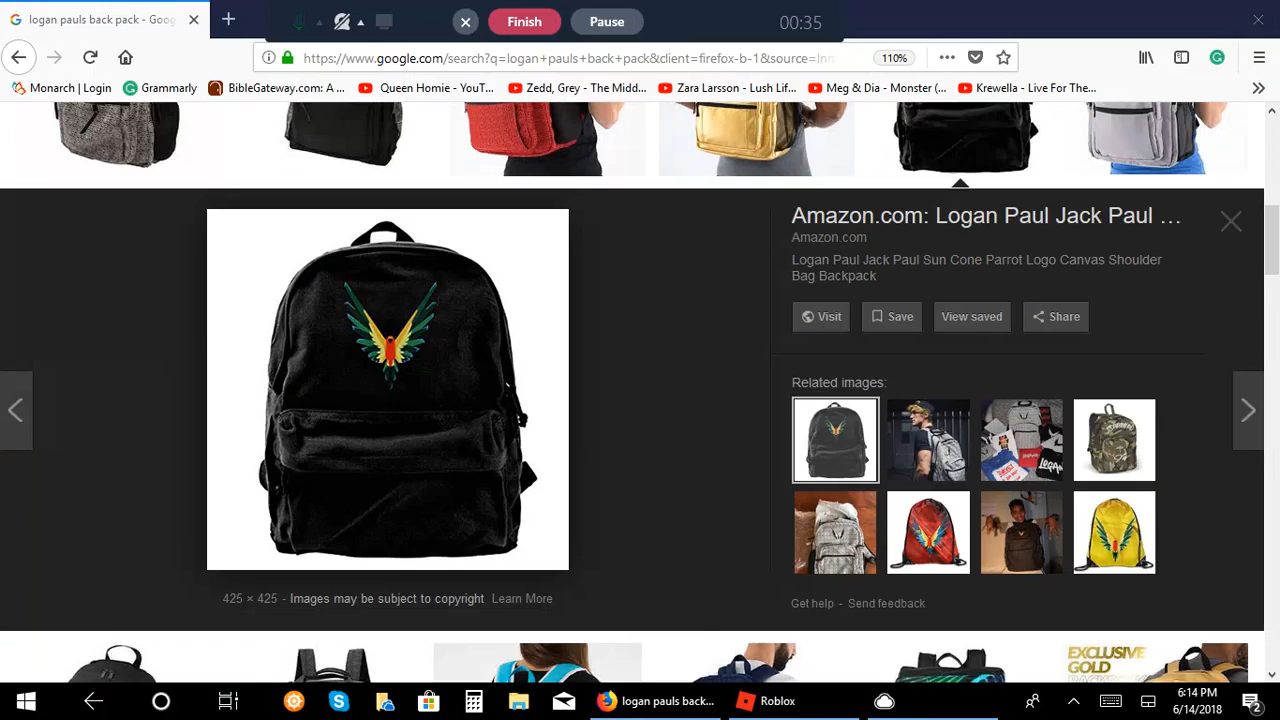 logan pauls back pack - Goog
Finish
Pause
00:35
https://www.google.com/search?q=logan+pauls+back+pack&client=firefox-b-1&source=lnm
110%
Monarch | Login
Grammarly
BibleGateway.com: A ...
Queen Homie - YouT...
Zedd, Grey - The Midd...
Zara Larsson - Lush Lif...
Meg & Dia - Monster (...
Krewella - Live For The...
Amazon.com: Logan Paul Jack Paul ...
Amazon.com
Logan Paul Jack Paul Sun Cone Parrot Logo Canvas Shoulder
Bag Backpack
Visit
Save
View saved
Share
Related images:
425 × 425 - Images may be subject to copyright Learn More
Get help - Send feedback
EXCLUSIVE
GOLD
logan pauls back...
Roblox
6:14 PM
6/14/2018
2